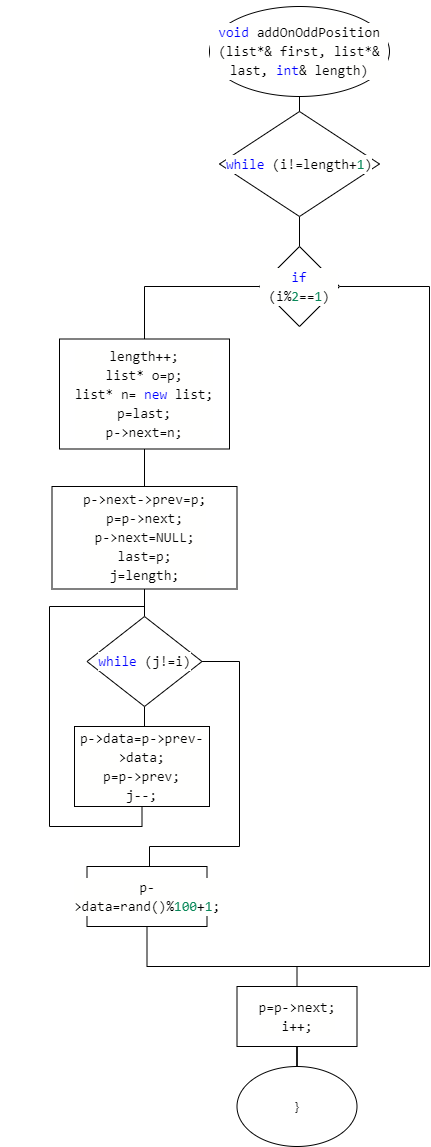 void addOnOddPosition
(list*& first, list*&
last, int& length)
while (i!=length+1)
if
(i%2==1)
length++;
list* o=p;
list* n= new list;
p=last;
p->next=n;
p->next->prev=p;
p=p->next;
p->next=NULL;
last=p;
j=length;
while (j!=i)
p->data=p->prev-
>data;
p=p->prev;
j--;
p-
>data=rand()%100+1;
p=p->next;
i++;
}